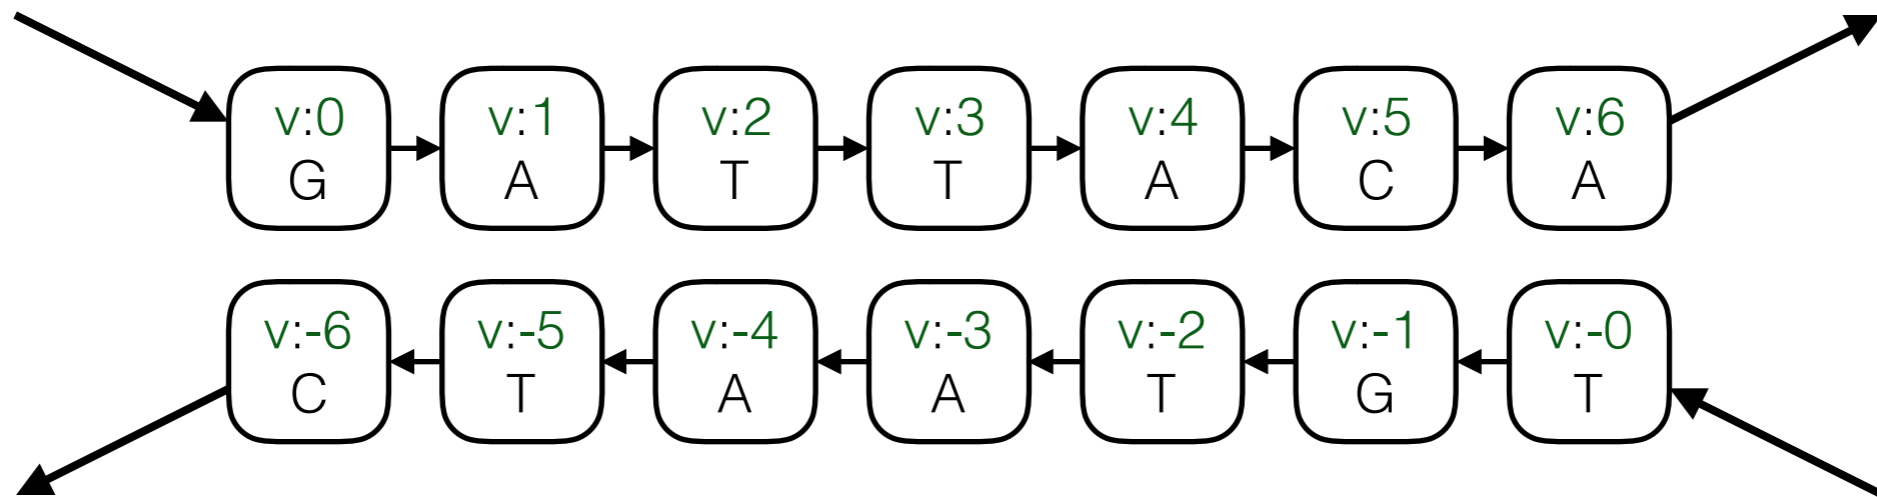 v:0 v:1 v:2 v:3 v:4 v:5 v:6
G A T T A C A
v:-6 v:-5 v:-4 v:-3 v:-2 v:-1 v:-0
C T A A T G T